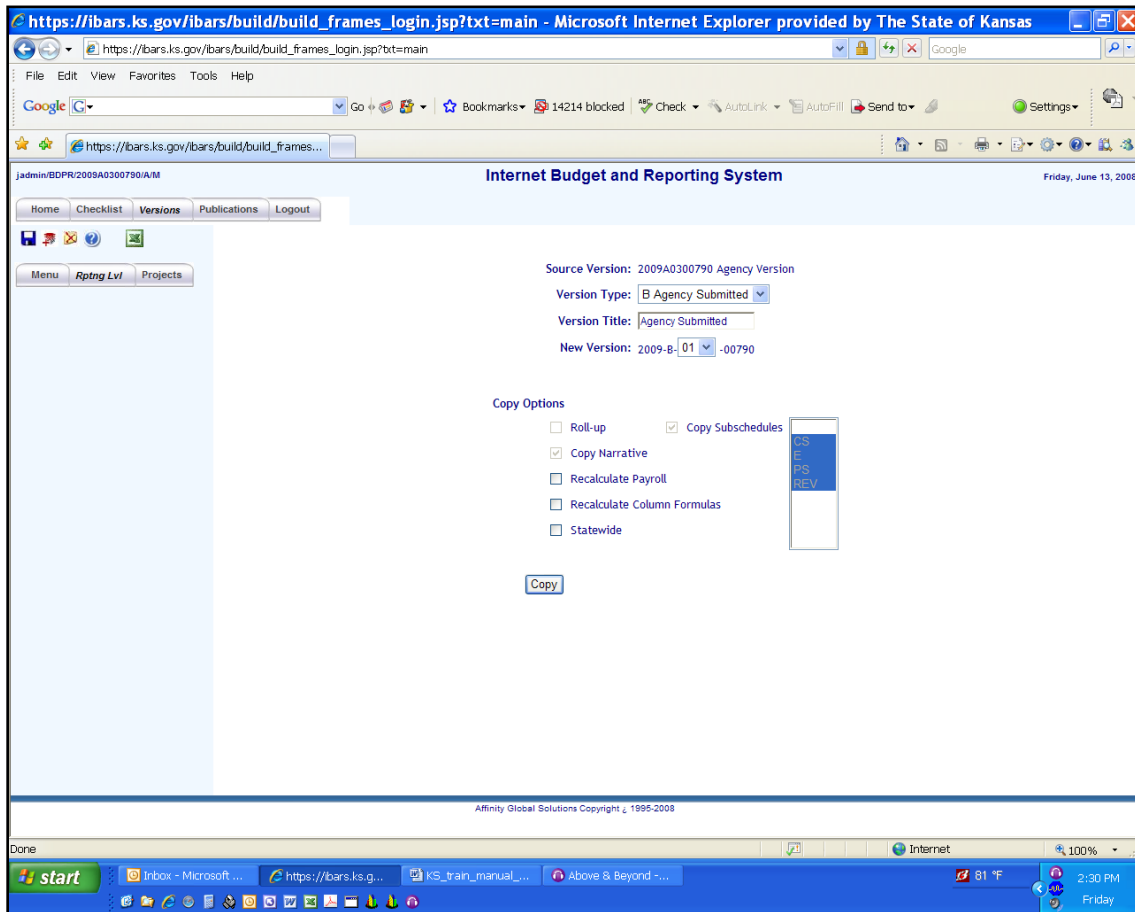 https://ibars.ks.gov/ibars/build/build_frames_login.jsp?txt=main - Microsoft Internet Explorer provided by The State of Kansas
https://ibars.ks.gov/ibars/build/build_frames_login.jsp?txt=main
Google
File Edit View Favorites Tools Help
Google G Go Bookmarks 14214 blocked ABC Check AutoLink AutoFill Send to Settings
https://ibars.ks.gov/ibars/build/build_frames...
jadmin/BDPR/2009A0300790/A/M
Internet Budget and Reporting System
Friday, June 13, 2008
Home Checklist Versions Publications Logout
Menu Rptng Lvl Projects
Source Version: 2009A0300790 Agency Version
Version Type: B Agency Submitted
Version Title: Agency Submitted
New Version: 2009-B- 01 -00790
Copy Options
Roll-up Copy Subschedules
CS
E
PS
REV
Copy Narrative
Recalculate Payroll
Recalculate Column Formulas
Statewide
Copy
Affinity Global Solutions Copyright ¿ 1995-2008
Done Internet 100%
start Inbox - Microsoft ... https://ibars.ks.g... KS_train_manual_... Above & Beyond -... 81 °F 2:30 PM
Friday